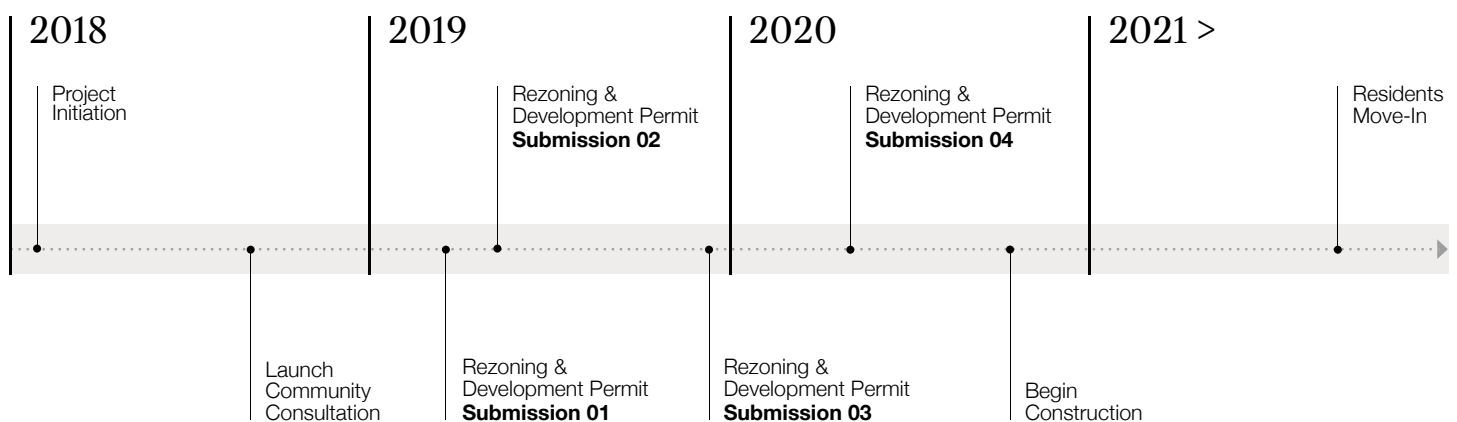 2018
2019
2020
2021 >
Project
Initiation
Rezoning &
Development Permit
Submission 02
Rezoning &
Development Permit
Submission 04
Residents
Move-In
Launch
Community
Consultation
Rezoning &
Development Permit
Submission 01
Rezoning &
Development Permit
Submission 03
Begin
Construction